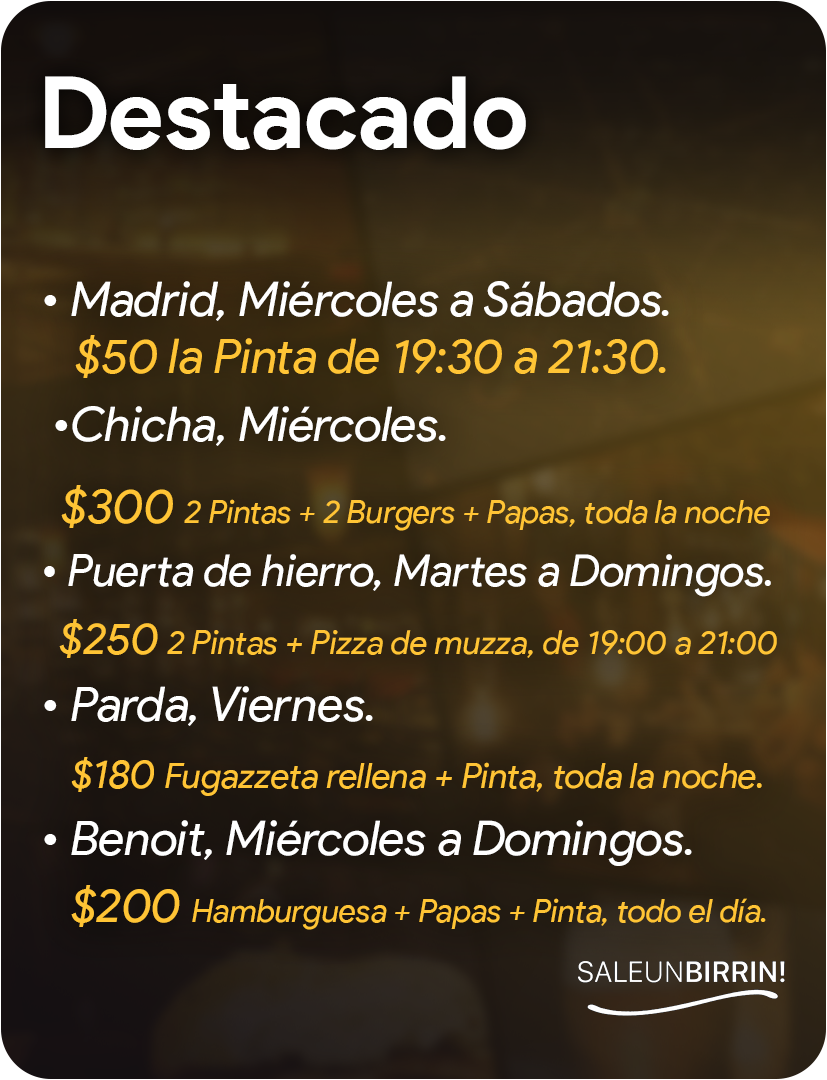 Destacado
• Madrid, Miércoles a Sábados.
$50 la Pinta de 19:30 a 21:30.
•Chicha, Miércoles.
$300 2 Pintas + 2 Burgers + Papas, toda la noche
• Puerta de hierro, Martes a Domingos.
$250 2 Pintas + Pizza de muzza, de 19:00 a 21:00
• Parda, Viernes.
$180 Fugazzeta rellena + Pinta, toda la noche.
• Benoit, Miércoles a Domingos.
$200 Hamburguesa + Papas + Pinta, todo el día.
SALEUNBIRRIN!